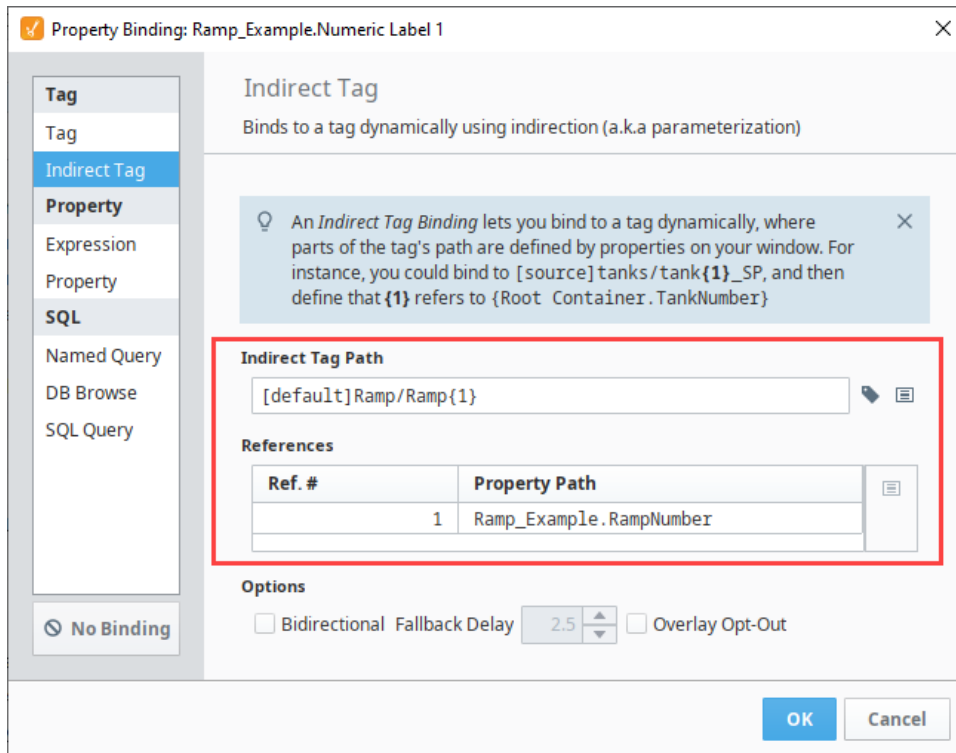 Property Binding: Ramp_Example.Numeric Label 1
Tag
Tag
Indirect Tag
Property
Expression
Property
SQL
Named Query
DB Browse
SQL Query
No Binding
Indirect Tag
Binds to a tag dynamically using indirection (a.k.a parameterization)
An Indirect Tag Binding lets you bind to a tag dynamically, where
parts of the tag's path are defined by properties on your window. For
instance, you could bind to [source]tanks/tank{1}_SP, and then
define that {1} refers to {Root Container.TankNumber}
Indirect Tag Path
[default]Ramp/Ramp{1}
References
Ref. # Property Path
1 Ramp_Example.RampNumber
Options
Bidirectional Fallback Delay 2.5 Overlay Opt-Out
OK Cancel